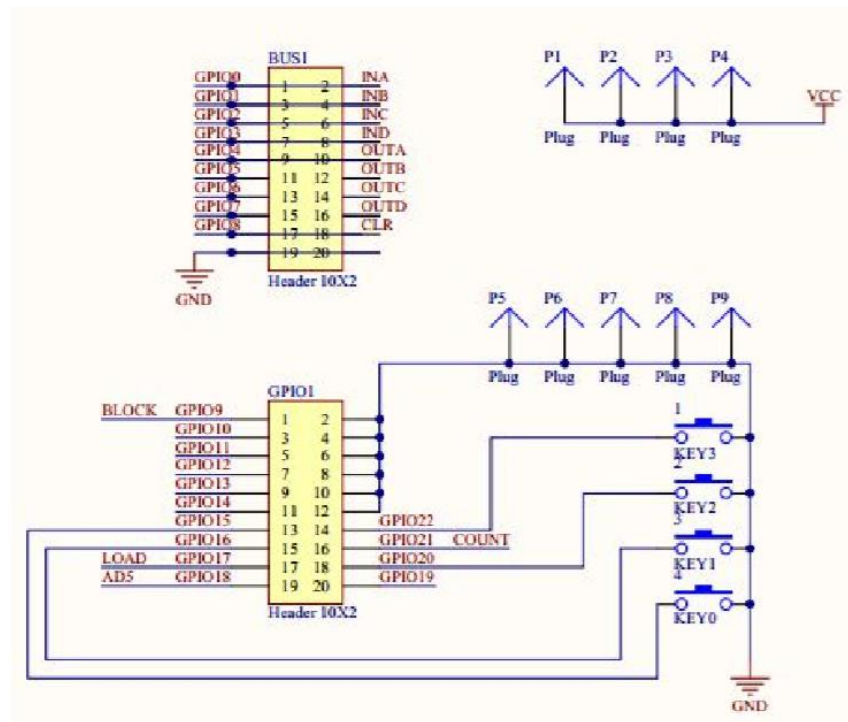 BUS1
GPIO0 1 2 INA
GPIO1 3 4 INB
GPIO2 5 6 INC
GPIO3 7 8 IND
GPIO4 9 10 OUTA
GPIO5 11 12 OUTB
GPIO6 13 14 OUTC
GPIO7 15 16 OUTD
GPIO8 17 18 CLR
19 20
Header 10X2
GND
P1 P2 P3 P4
VCC
Plug Plug Plug Plug
P5 P6 P7 P8 P9
Plug Plug Plug Plug Plug
GPIO1
BLOCK GPIO9 1 2
GPIO10 3 4
GPIO11 5 6
GPIO12 7 8
GPIO13 9 10
GPIO14 11 12
GPIO15 13 14 GPIO22
GPIO16 15 16 GPIO21 COUNT
LOAD GPIO17 17 18 GPIO20
AD5 GPIO18 19 20 GPIO19
Header 10X2
1
KEY3
2
KEY2
3
KEY1
4
KEY0
GND